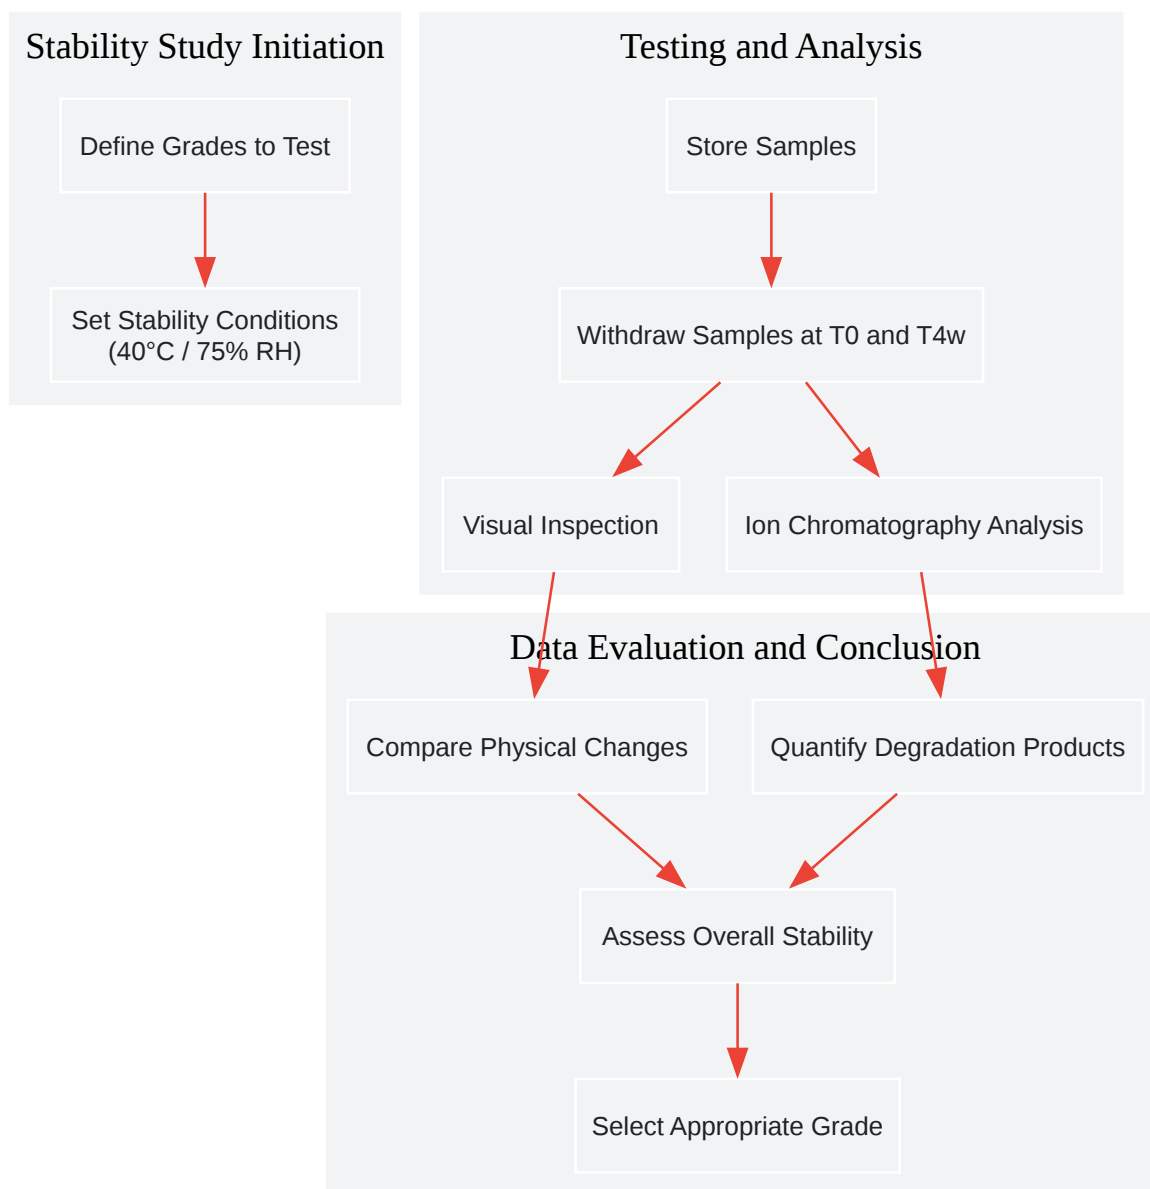 Stability Study Initiation
Define Grades to Test
Set Stability Conditions
(40°C / 75% RH)
Testing and Analysis
Store Samples
Withdraw Samples at T0 and T4w
Visual Inspection
Ion Chromatography Analysis
Data Evaluation and Conclusion
Compare Physical Changes
Quantify Degradation Products
Assess Overall Stability
Select Appropriate Grade